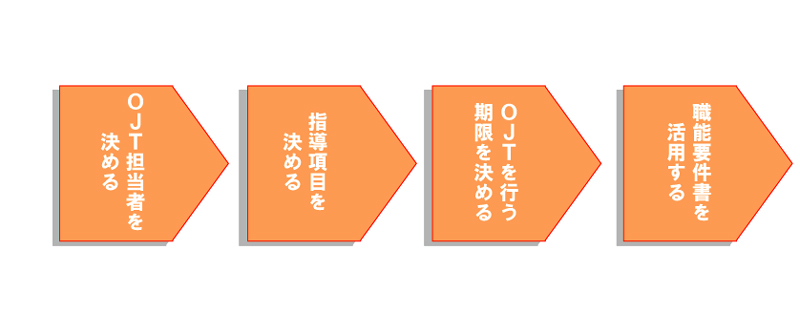 OJT担当者を
決める
指導項目を
決める
OJTを行う
期限を決める
職能要件書を
活用する